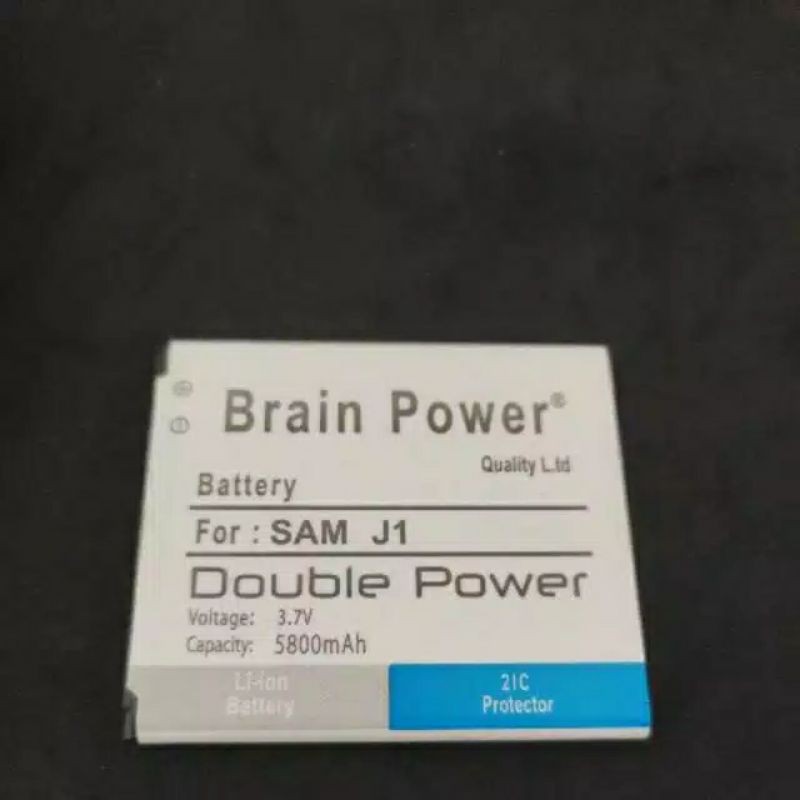 Brain Power®
Quality L.td
Battery
For : SAM J1
Double Power
Voltage: 3.7V
Capacity: 5800mAh
Li-ion
Battery
2IC
Protector